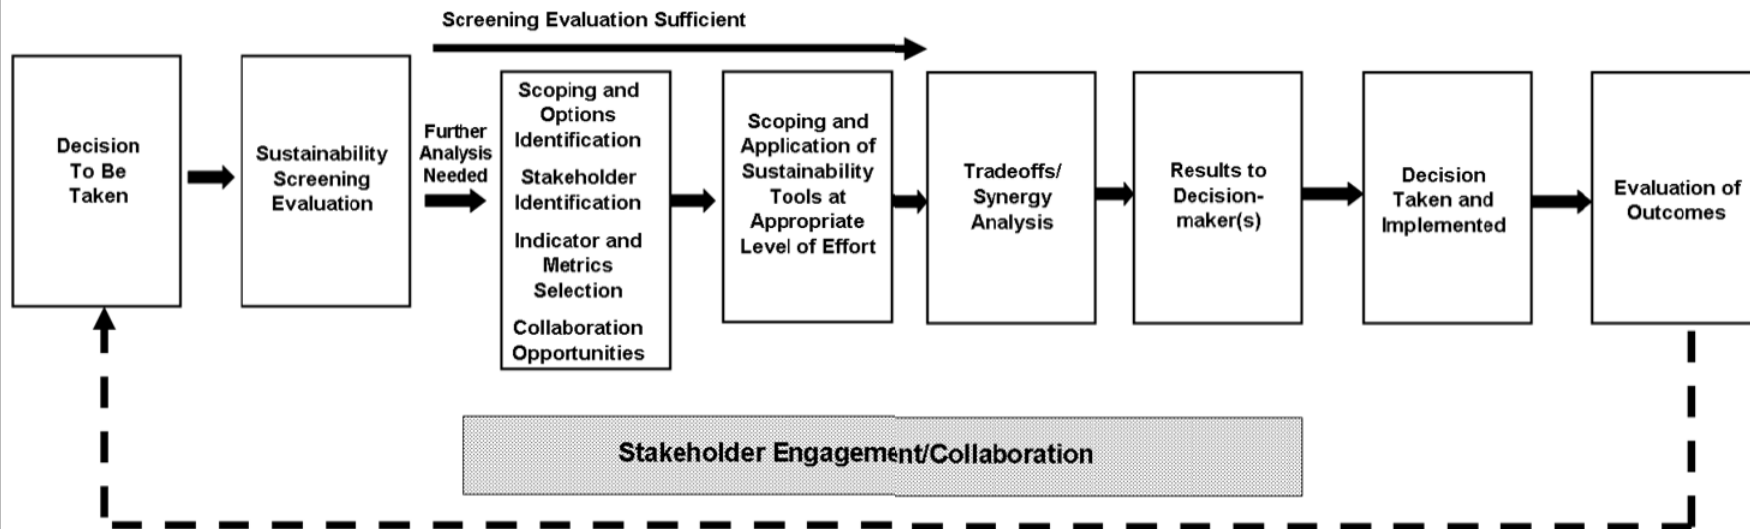 Screening Evaluation Sufficient
Decision
To Be
Taken
Sustainability
Screening
Evaluation
Further
Analysis
Needed
Scoping and
Options
Identification
Stakeholder
Identification
Indicator and
Metrics
Selection
Collaboration
Opportunities
Scoping and
Application of
Sustainability
Tools at
Appropriate
Level of Effort
Tradeoffs/
Synergy
Analysis
Results to
Decision-
maker(s)
Decision
Taken and
Implemented
Evaluation of
Outcomes
Stakeholder Engagement/Collaboration